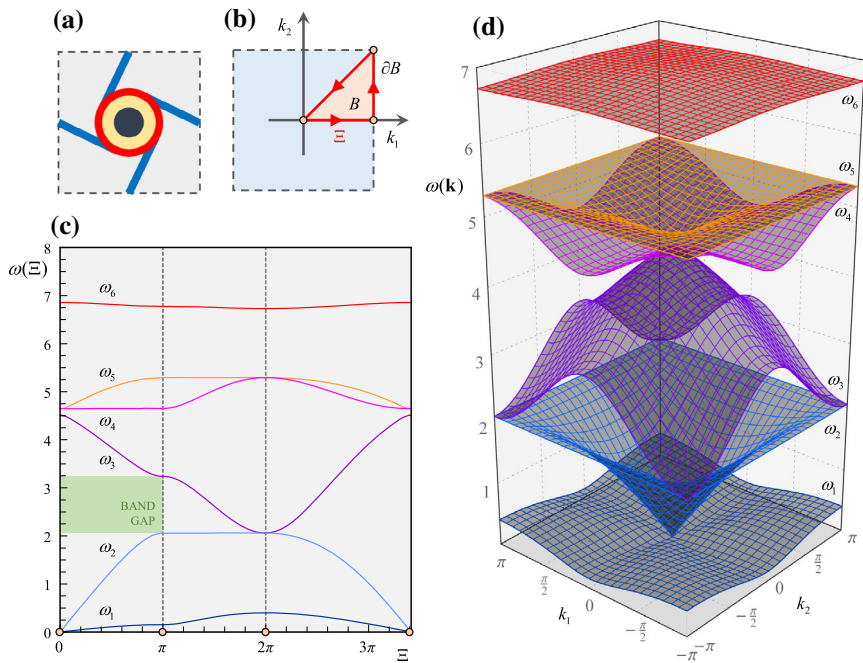 (a)
(b)
k₂
∂B
B
Ξ
k₁
(c)
8
ω(Ξ)
7
ω₆
6
ω₅
5
ω₄
4
ω₃
3
BAND
GAP
2
ω₂
1
ω₁
0
0
π
2π
3π
Ξ
(d)
7
ω₆
6
ω₅
ω(k)
5
ω₄
4
3
ω₃
2
ω₂
1
ω₁
π
π/2
0
-π/2
-π
k₁
-π
-π/2
0
π/2
π
k₂